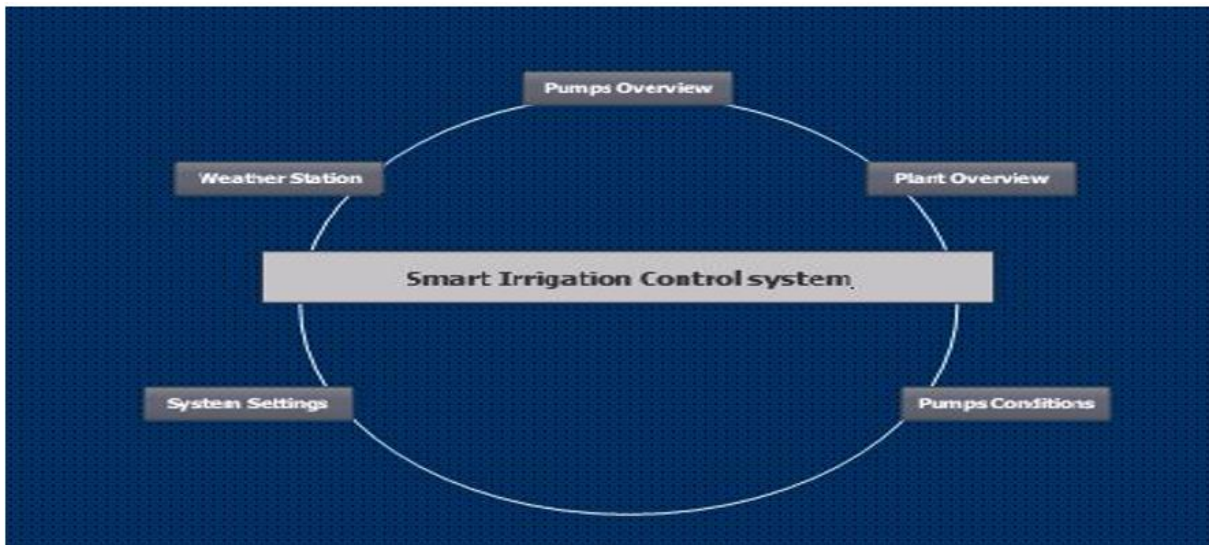 Pumps Overview
Weather Station
Plant Overview
Smart Irrigation Control system
System Settings
Pumps Conditions